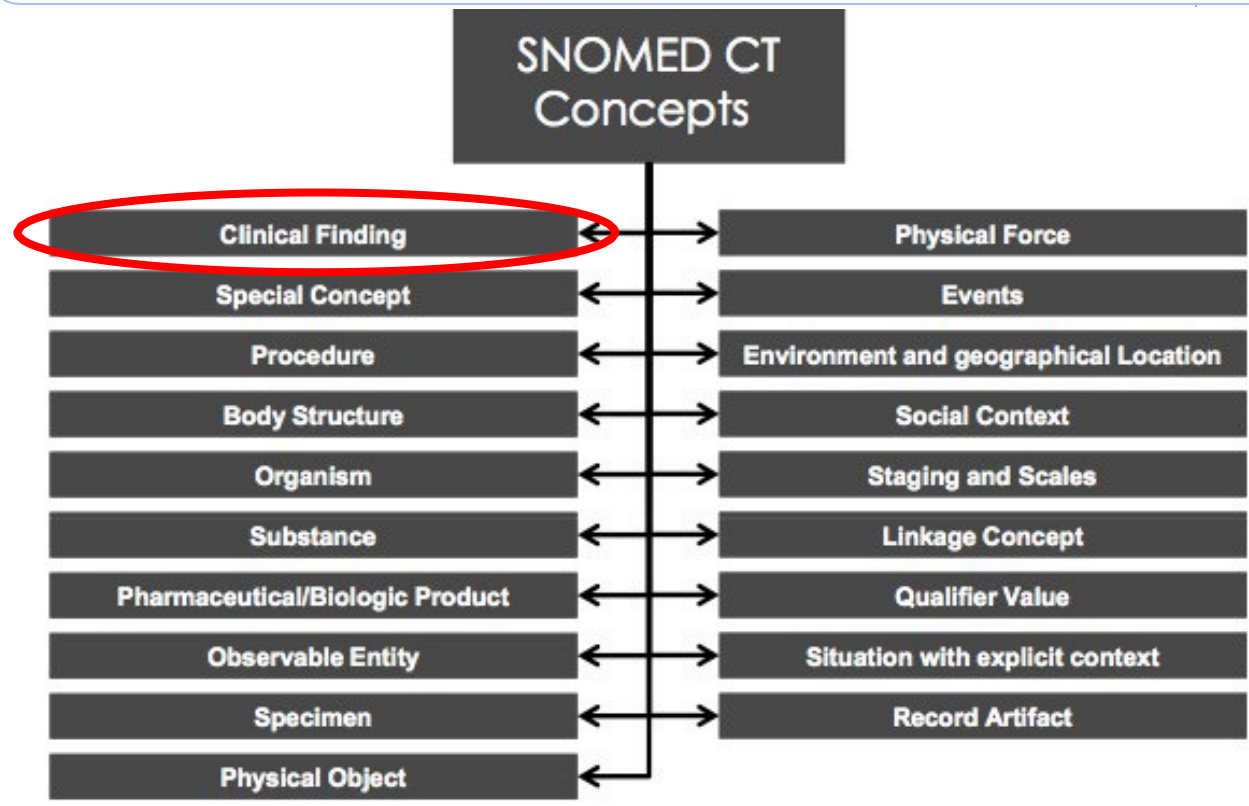 SNOMED CT
Concepts
Clinical Finding
Physical Force
Special Concept
Events
Procedure
Environment and geographical Location
Body Structure
Social Context
Organism
Staging and Scales
Substance
Linkage Concept
Pharmaceutical/Biologic Product
Qualifier Value
Observable Entity
Situation with explicit context
Specimen
Record Artifact
Physical Object